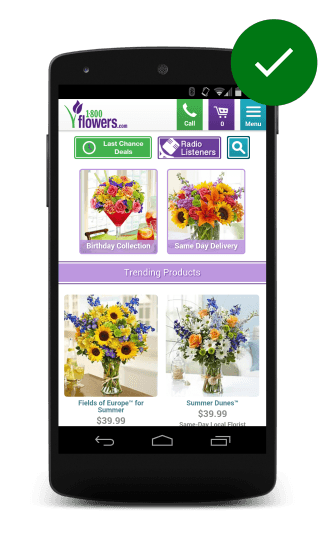 1·800
flowers.com
Call
0
Menu
Last Chance
Deals
Radio
Listeners
Birthday Collection
Same Day Delivery
Trending Products
Fields of Europe™ for
Summer
$39.99
Summer Dunes™
$39.99
Same-Day Local Florist